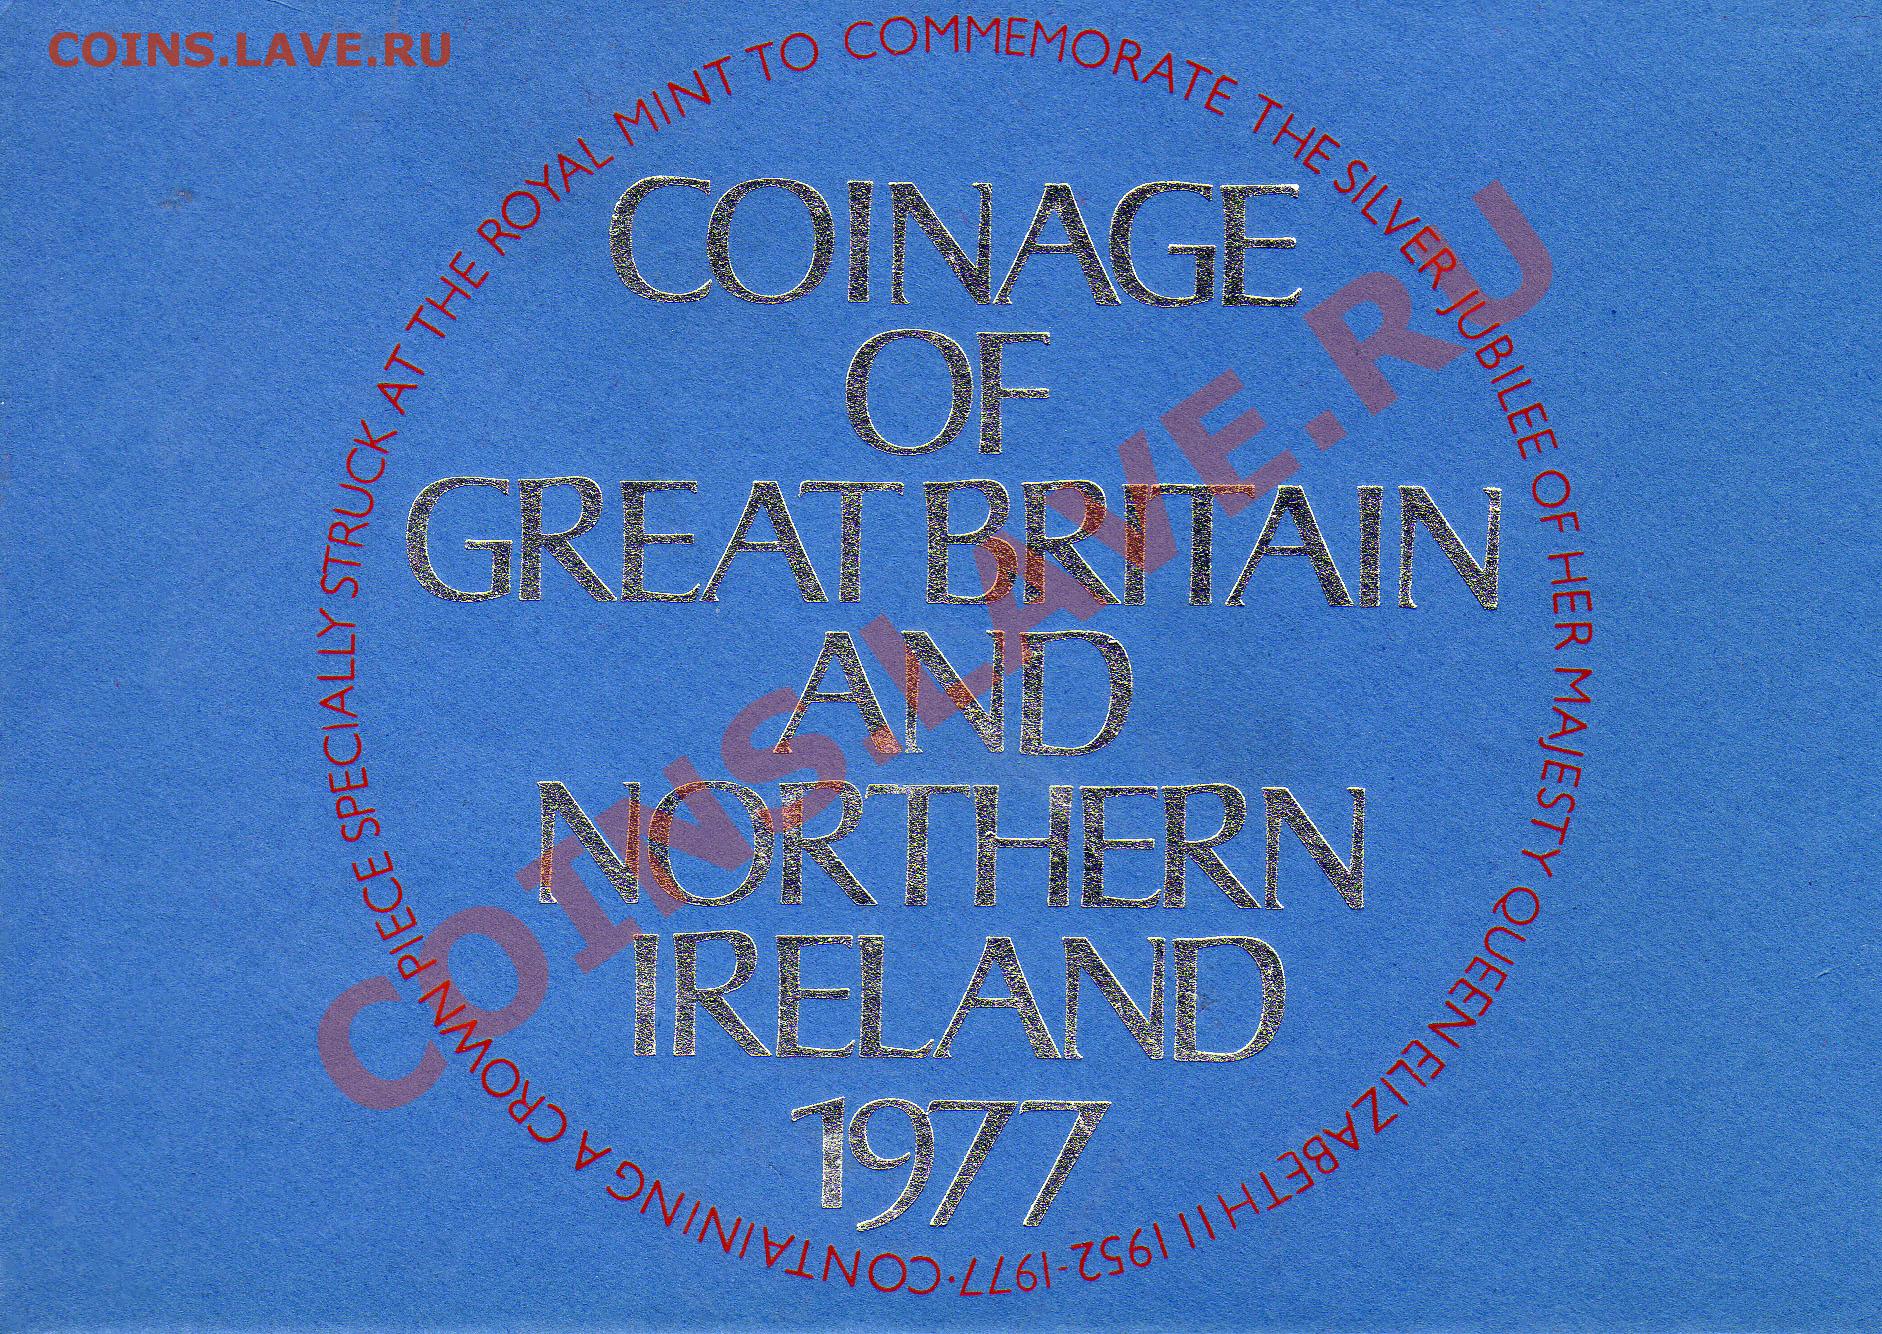 COINS.LAVE.RU
COINAGE
OF
GREAT BRITAIN
AND
NORTHERN
IRELAND
1977
CONTAINING A CROWN PIECE SPECIALLY STRUCK AT THE ROYAL MINT TO COMMEMORATE THE SILVER JUBILEE OF HER MAJESTY QUEEN ELIZABETH II 1952-1977·
COINS.LAVE.RU